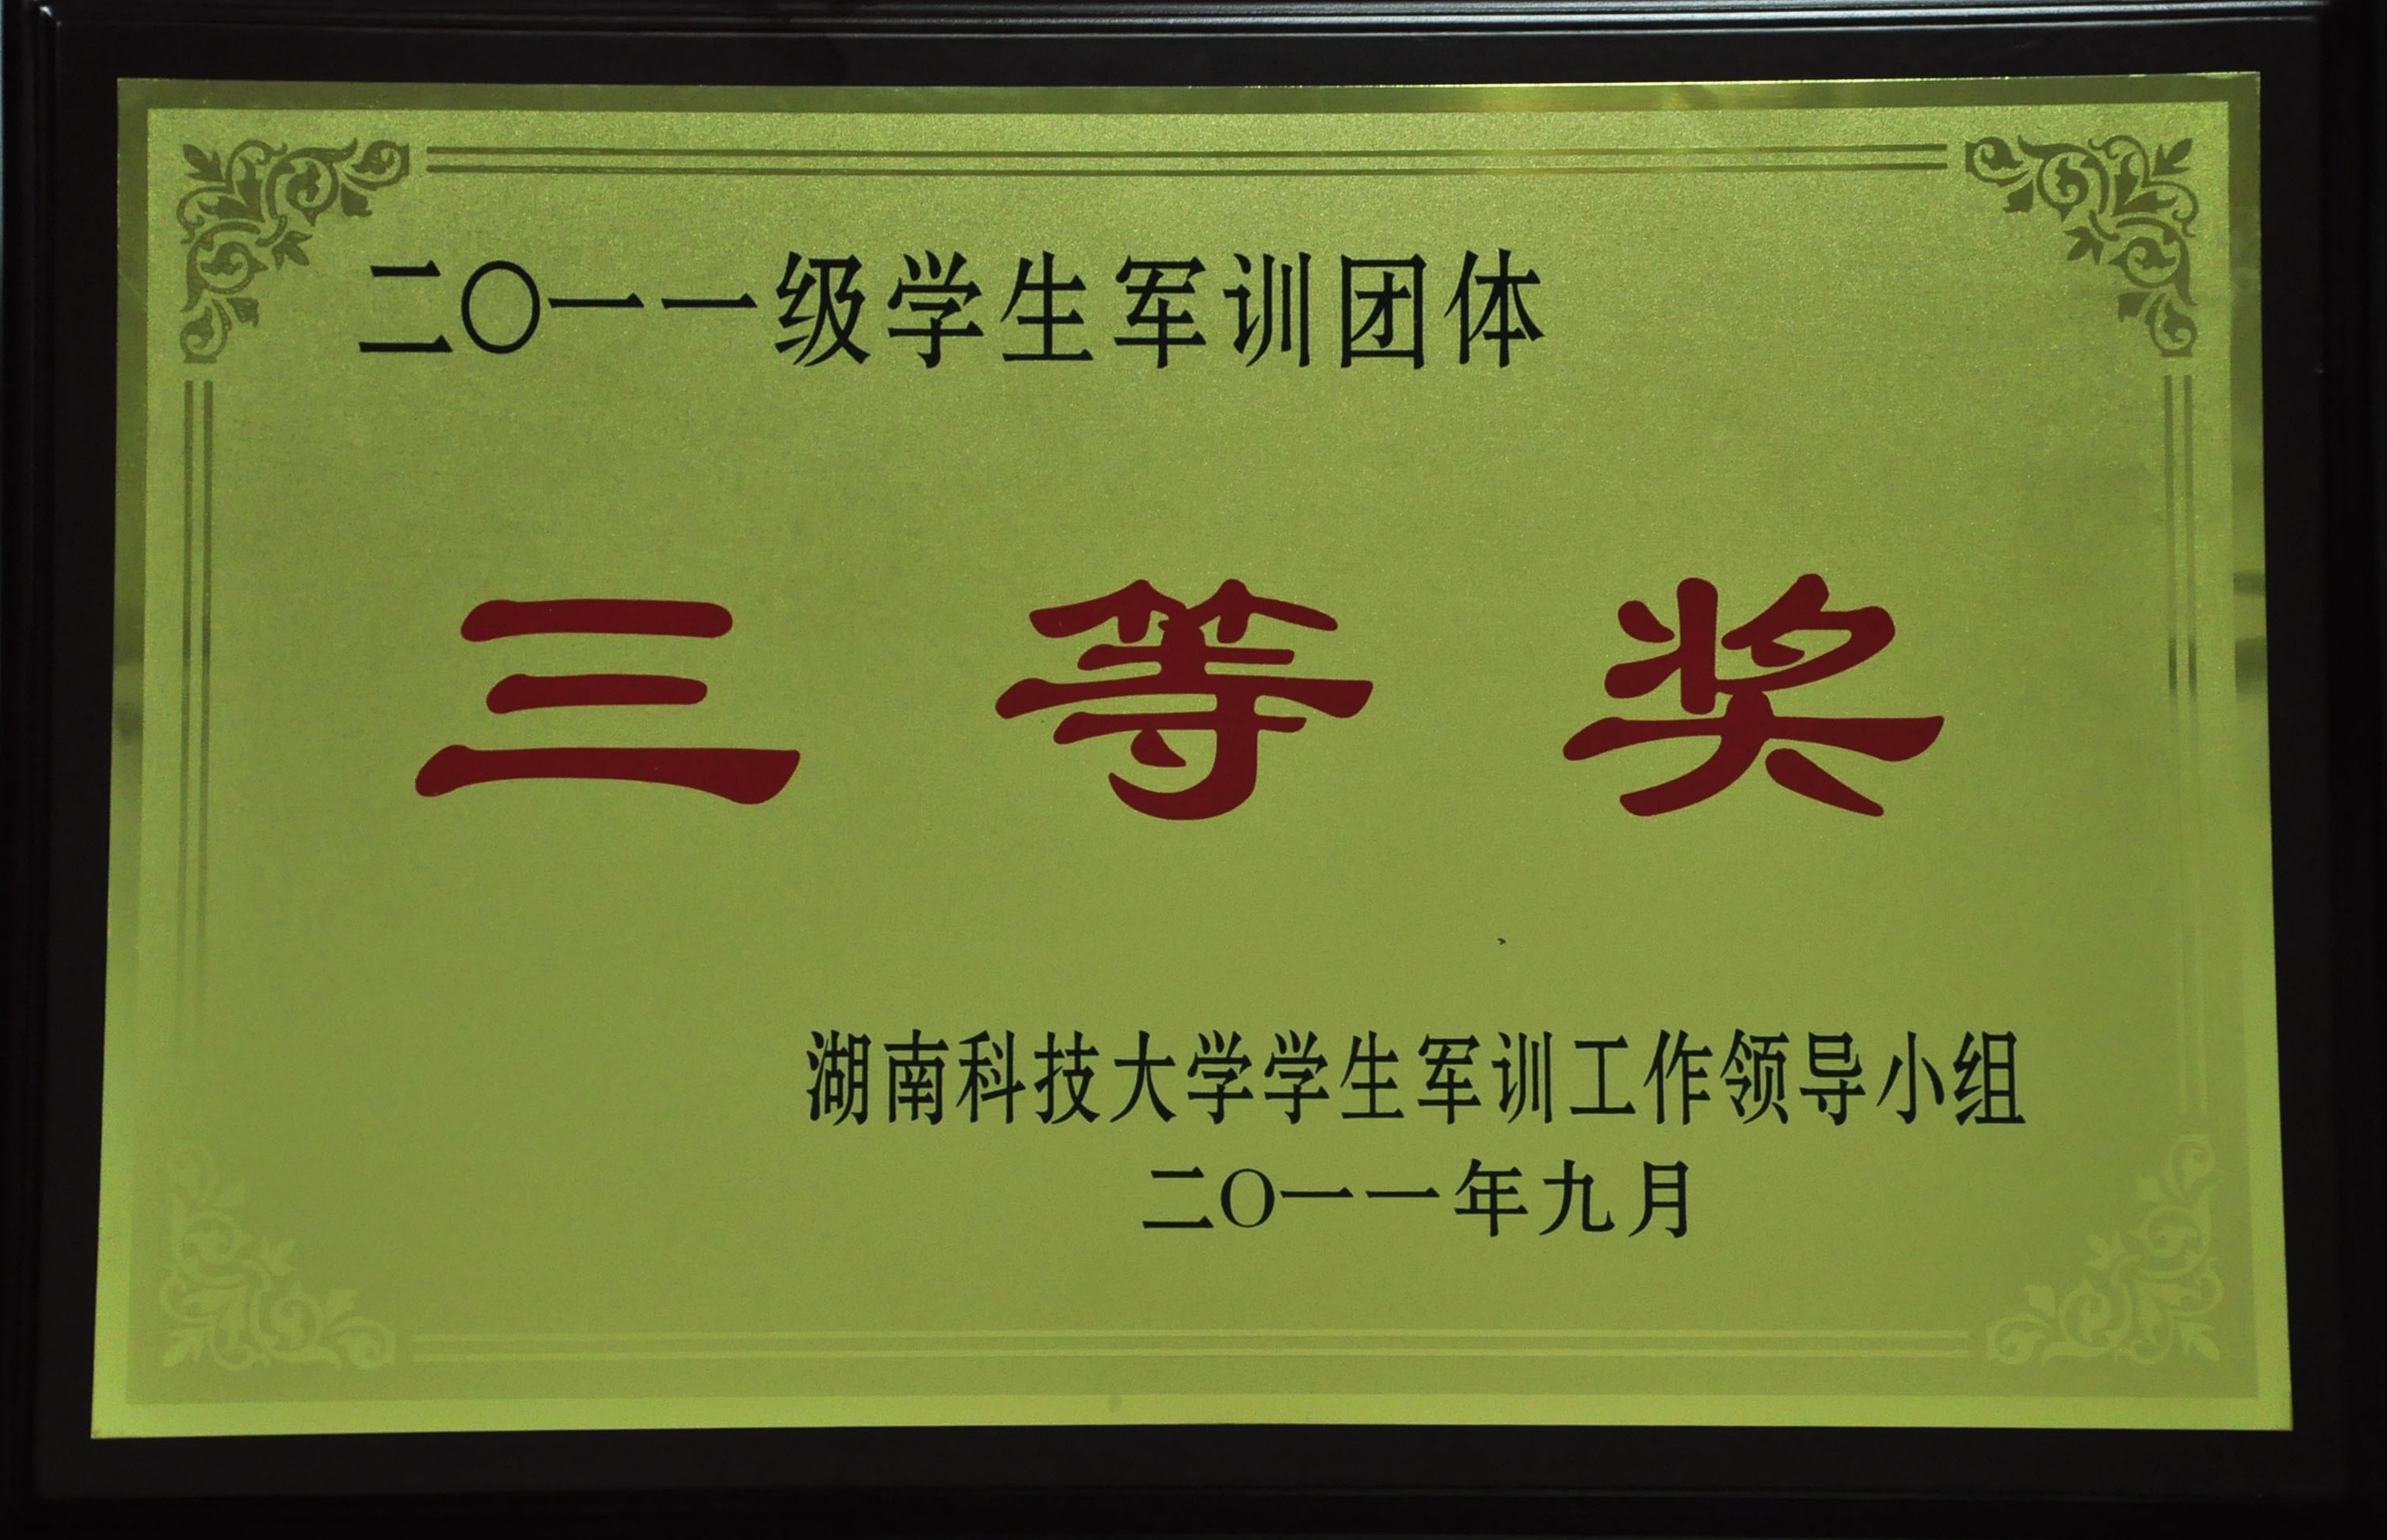 二〇一一级学生军训团体
三等奖
湖南科技大学学生军训工作领导小组
二O一一年九月